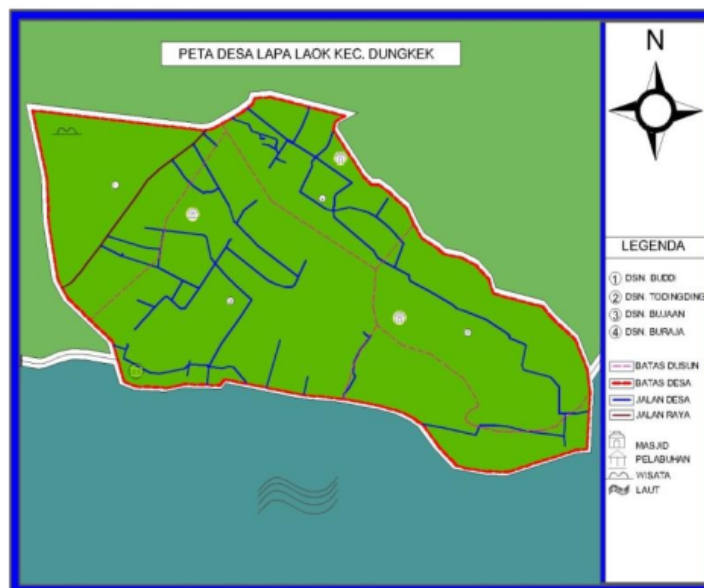 PETA DESA LAPA LAOK KEC. DUNGKEK
N
LEGENDA
1 DSN. BUDDI
2 DSN. TODINGDING
3 DSN. BUJAAN
4 DSN. BURAJA
BATAS DUSUN
BATAS DESA
JALAN DESA
JALAN RAYA
MASJID
PELABUHAN
WISATA
LAUT